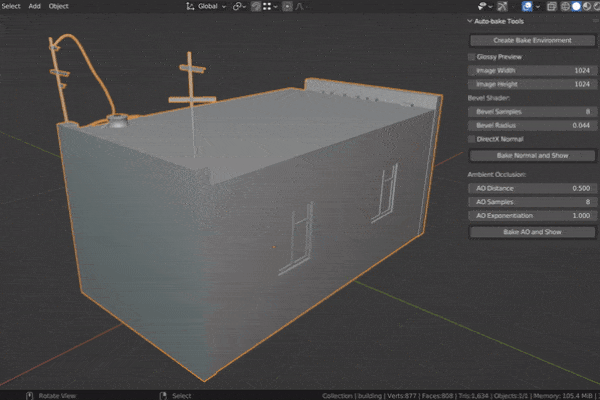 Select Add Object Global
Auto-bake Tools
Create Bake Environment
Glossy Preview
Image Width 1024
Image Height 1024
Bevel Shader:
Bevel Samples 8
Bevel Radius 0.044
DirectX Normal
Bake Normal and Show
Ambient Occlusion:
AO Distance 0.500
AO Samples 8
AO Exponentiation 1.000
Bake AO and Show
Rotate View Select Collection | building | Verts:877 | Faces:808 | Tris:1,634 | Objects:1/1 | Memory: 105.4 MiB |